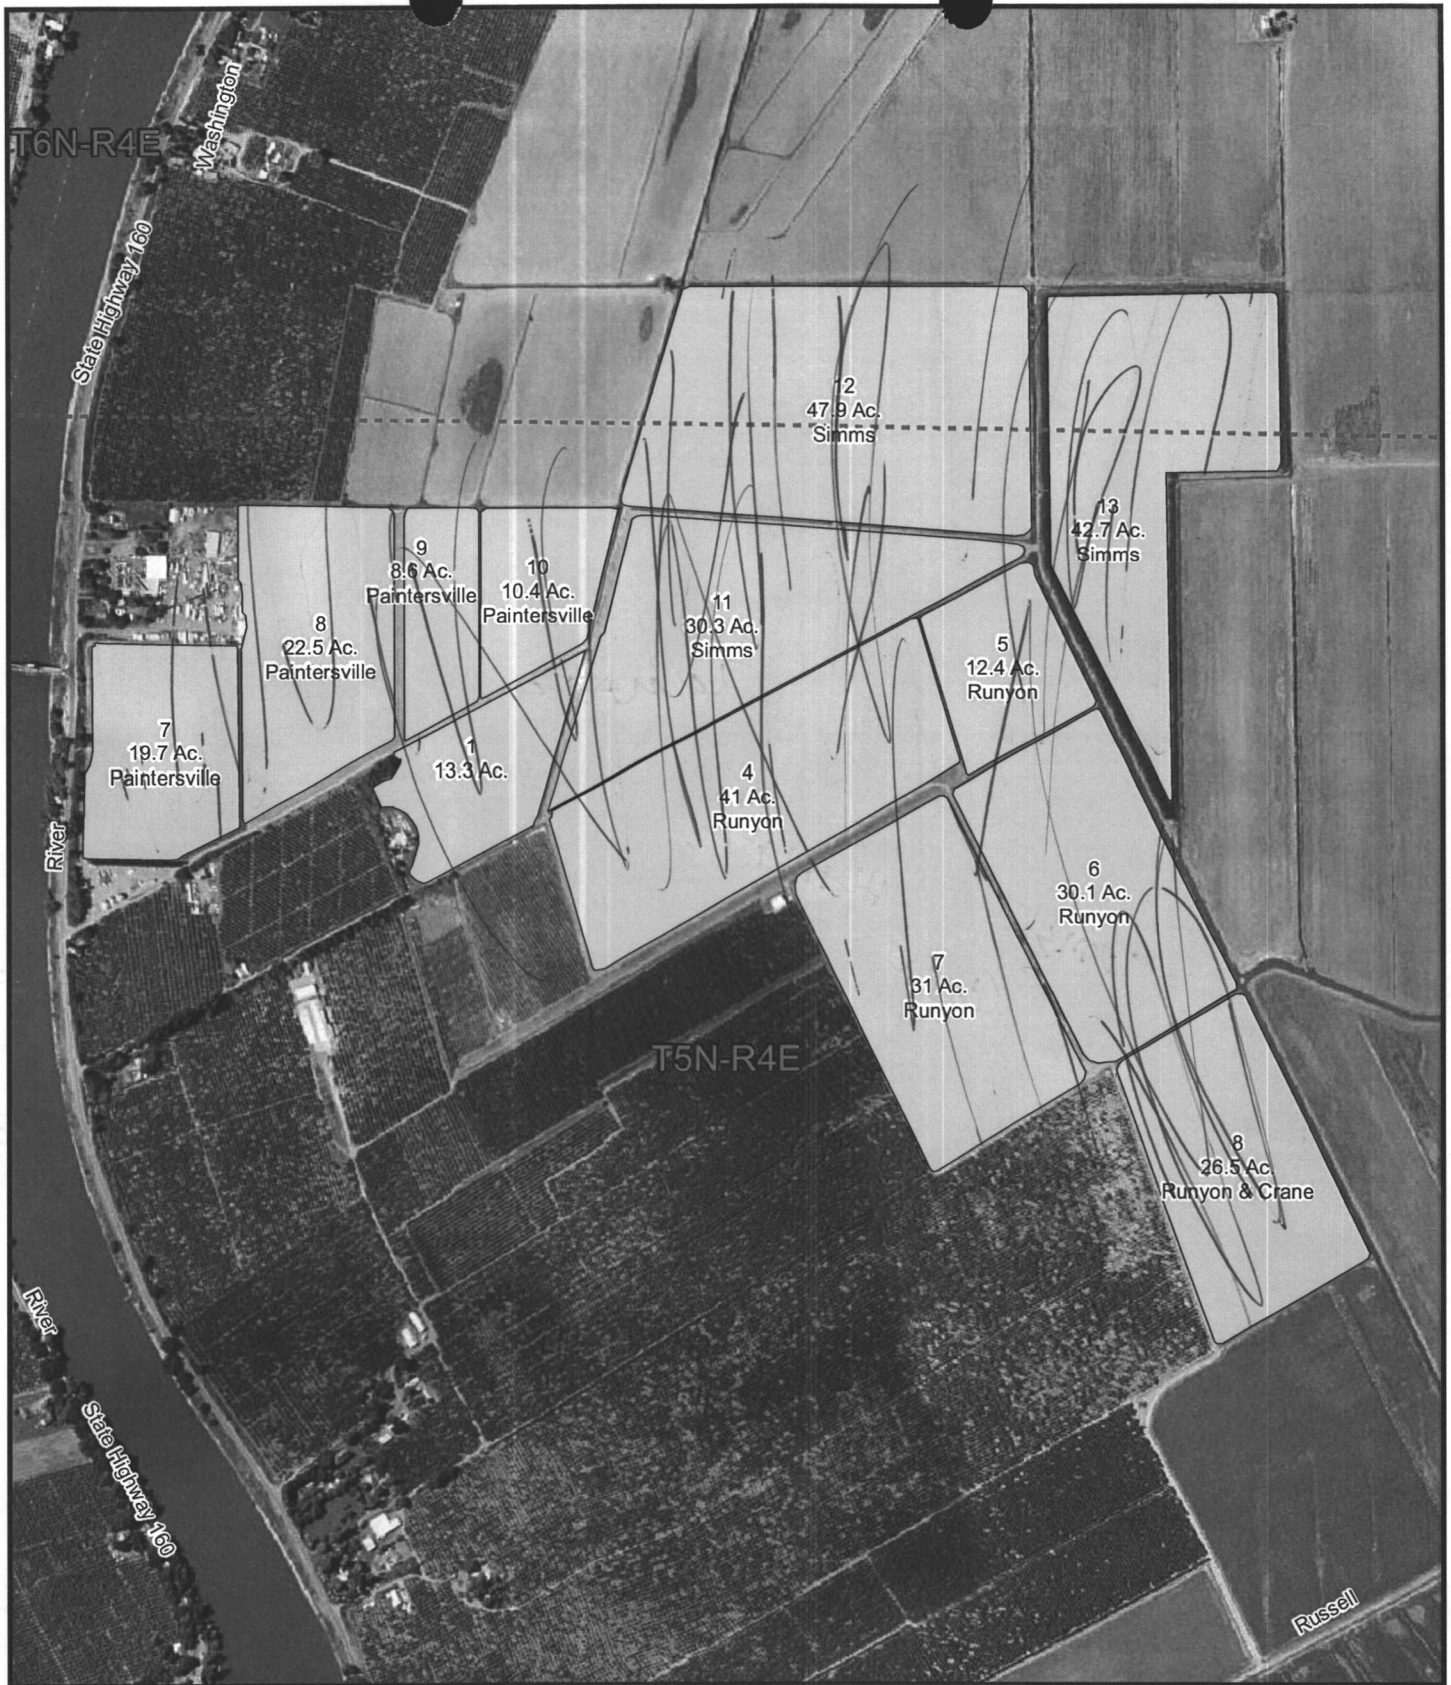 T6N-R4E
Washington
State Highway 160
12
47.9 Ac.
Simms
13
42.7 Ac.
Simms
9
8.6 Ac.
Paintersville
10
10.4 Ac.
Paintersville
11
30.3 Ac.
Simms
8
22.5 Ac.
Paintersville
5
12.4 Ac.
Runyon
7
19.7 Ac.
Paintersville
1
13.3 Ac.
4
41 Ac.
Runyon
River
6
30.1 Ac.
Runyon
7
31 Ac.
Runyon
T5N-R4E
8
26.5 Ac.
Runyon & Crane
River
State Highway 160
Russell